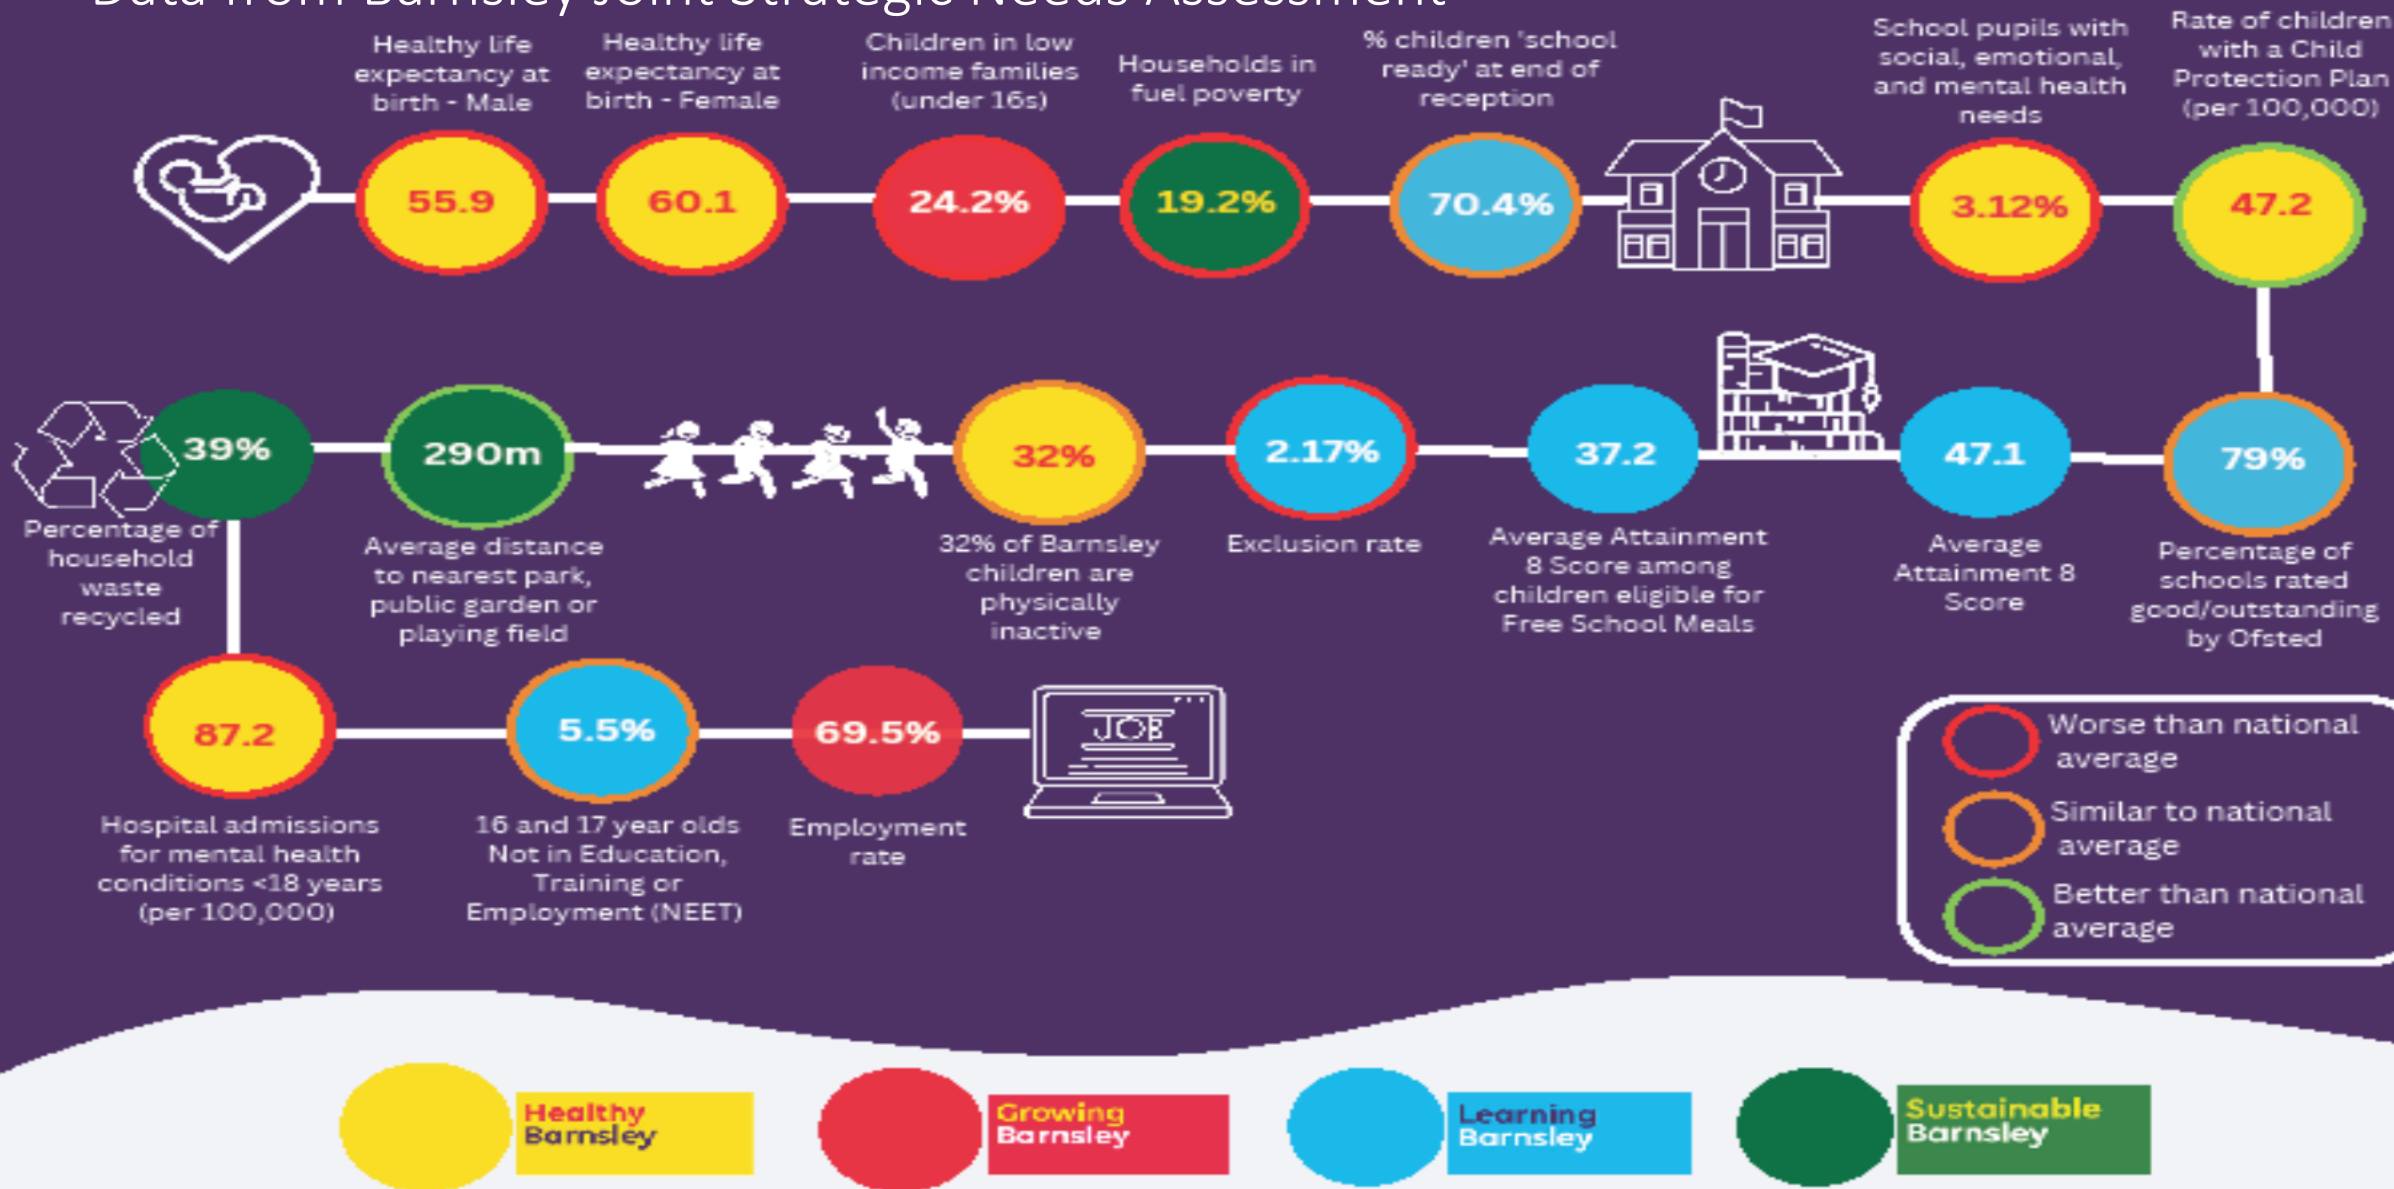 Data from Barnsley Joint Strategic Needs Assessment
Healthy life
expectancy at
birth - Male
Healthy life
expectancy at
birth - Female
Children in low
income families
(under 16s)
Households in
fuel poverty
% children 'school
ready' at end of
reception
School pupils with
social, emotional,
and mental health
needs
Rate of children
with a Child
Protection Plan
(per 100,000)
55.9
60.1
24.2%
19.2%
70.4%
3.12%
47.2
39%
290m
32%
2.17%
37.2
47.1
79%
Percentage of
household
waste
recycled
Average distance
to nearest park,
public garden or
playing field
32% of Barnsley
children are
physically
inactive
Exclusion rate
Average Attainment
8 Score among
children eligible for
Free School Meals
Average
Attainment 8
Score
Percentage of
schools rated
good/outstanding
by Ofsted
87.2
5.5%
69.5%
JOB
Hospital admissions
for mental health
conditions <18 years
(per 100,000)
16 and 17 year olds
Not in Education,
Training or
Employment (NEET)
Employment
rate
Worse than national
average
Similar to national
average
Better than national
average
Healthy
Barnsley
Growing
Barnsley
Learning
Barnsley
Sustainable
Barnsley